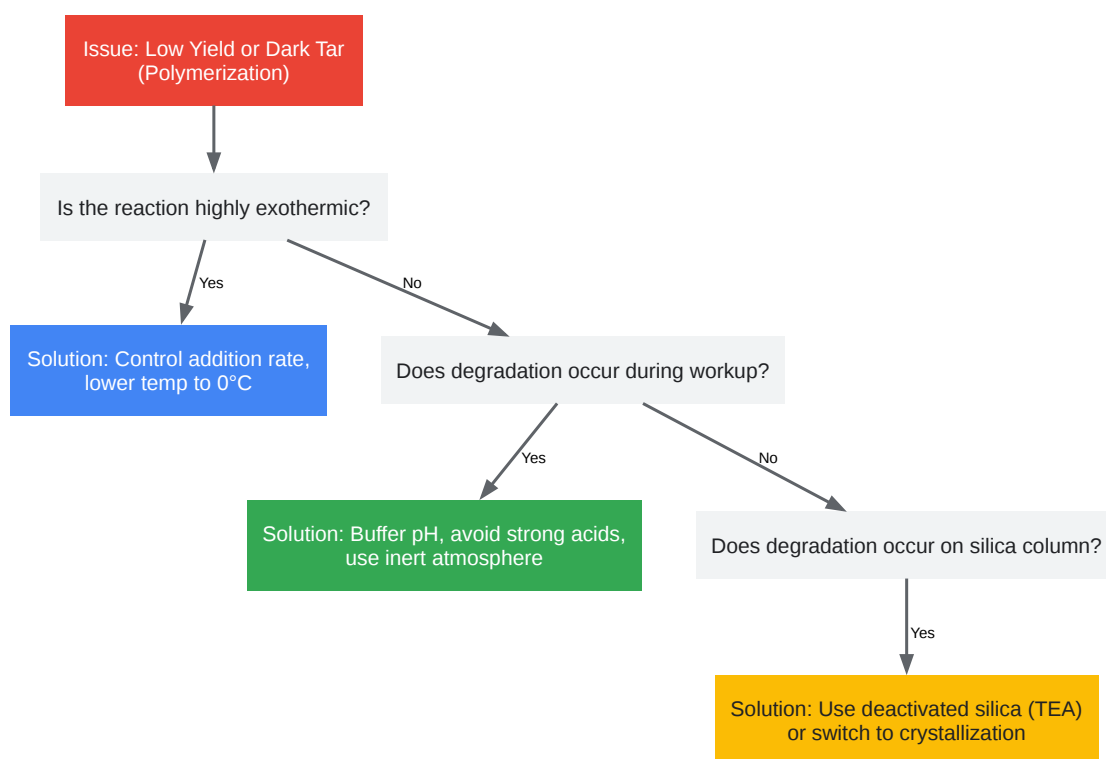 Issue: Low Yield or Dark Tar
(Polymerization)
Is the reaction highly exothermic?
Yes
No
Solution: Control addition rate,
lower temp to 0°C
Does degradation occur during workup?
Yes
No
Solution: Buffer pH, avoid strong acids,
use inert atmosphere
Does degradation occur on silica column?
Yes
Solution: Use deactivated silica (TEA)
or switch to crystallization